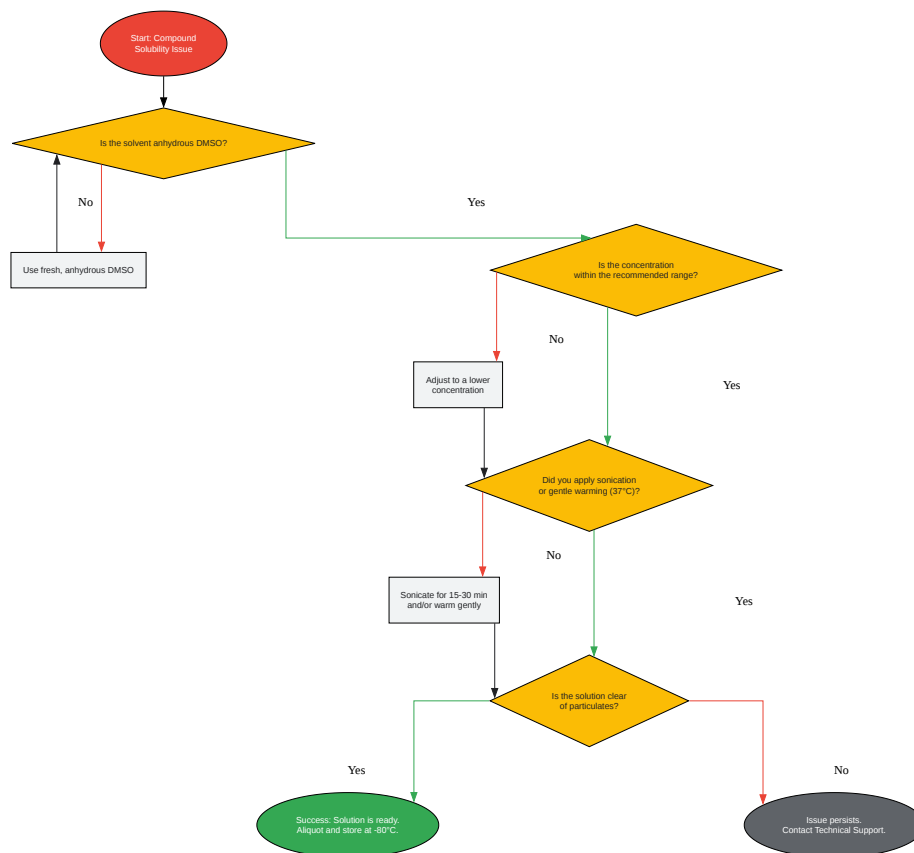 Start: Compound
Solubility Issue
Is the solvent anhydrous DMSO?
No
Yes
Use fresh, anhydrous DMSO
Is the concentration
within the recommended range?
No
Yes
Adjust to a lower
concentration
Did you apply sonication
or gentle warming (37°C)?
No
Yes
Sonicate for 15-30 min
and/or warm gently
Is the solution clear
of particulates?
Yes
No
Success: Solution is ready.
Aliquot and store at -80°C.
Issue persists.
Contact Technical Support.